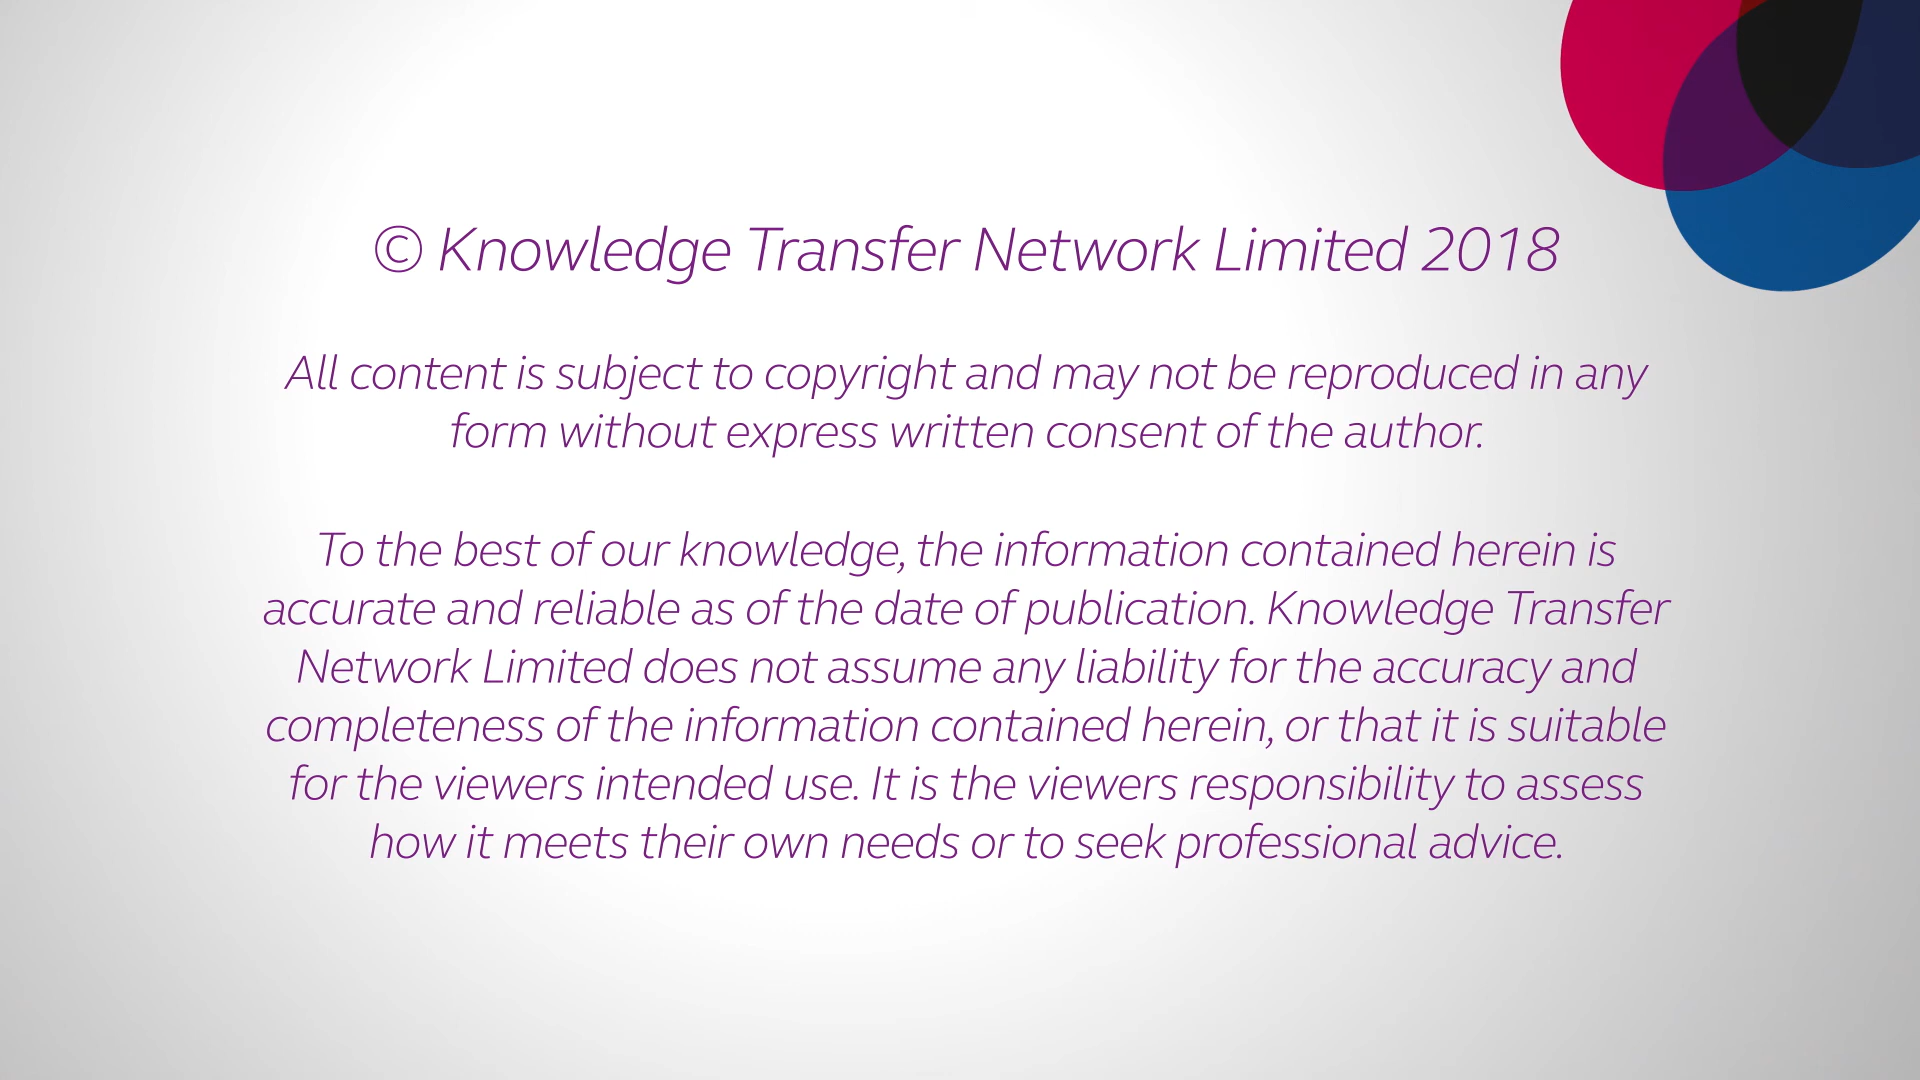 © Knowledge Transfer Network Limited 2018
All content is subject to copyright and may not be reproduced in any
form without express written consent of the author.
To the best of our knowledge, the information contained herein is
accurate and reliable as of the date of publication. Knowledge Transfer
Network Limited does not assume any liability for the accuracy and
completeness of the information contained herein, or that it is suitable
for the viewers intended use. It is the viewers responsibility to assess
how it meets their own needs or to seek professional advice.